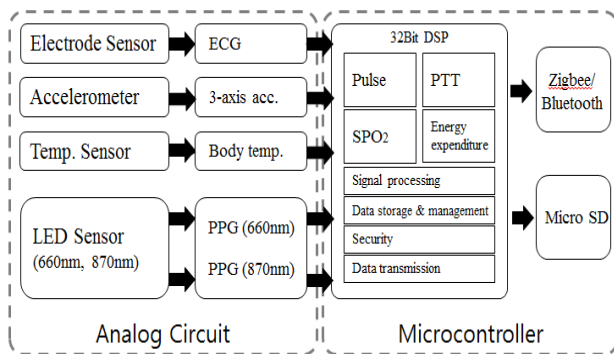 Electrode Sensor
ECG
Accelerometer
3-axis acc.
Temp. Sensor
Body temp.
LED Sensor
(660nm, 870nm)
PPG (660nm)
PPG (870nm)
Analog Circuit
32Bit DSP
Pulse
PTT
SPO2
Energy
expenditure
Signal processing
Data storage & management
Security
Data transmission
Zigbee/
Bluetooth
Micro SD
Microcontroller